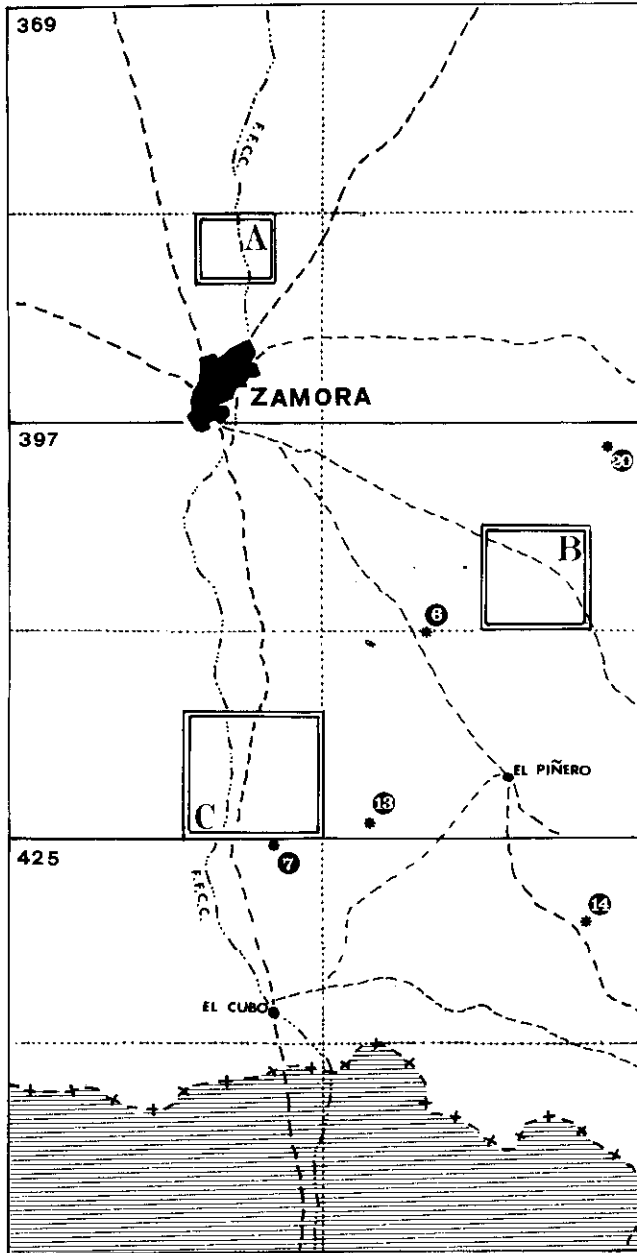 369
F.F.C.C.
A
ZAMORA
397
20
B
8
EL PIÑERO
C
13
425
7
F.F.C.C.
14
EL CUBO